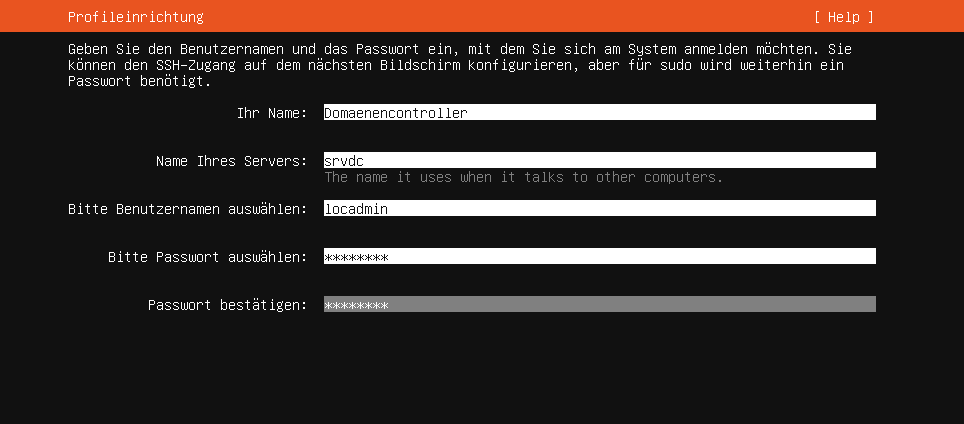 Profileinrichtung [ Help ]
Geben Sie den Benutzernamen und das Passwort ein, mit dem Sie sich am System anmelden möchten. Sie
können den SSH-Zugang auf dem nächsten Bildschirm konfigurieren, aber für sudo wird weiterhin ein
Passwort benötigt.
Ihr Name: Domaenencontroller
Name Ihres Servers: srvdc
The name it uses when it talks to other computers.
Bitte Benutzernamen auswählen: locadmin
Bitte Passwort auswählen: ********
Passwort bestätigen: ********